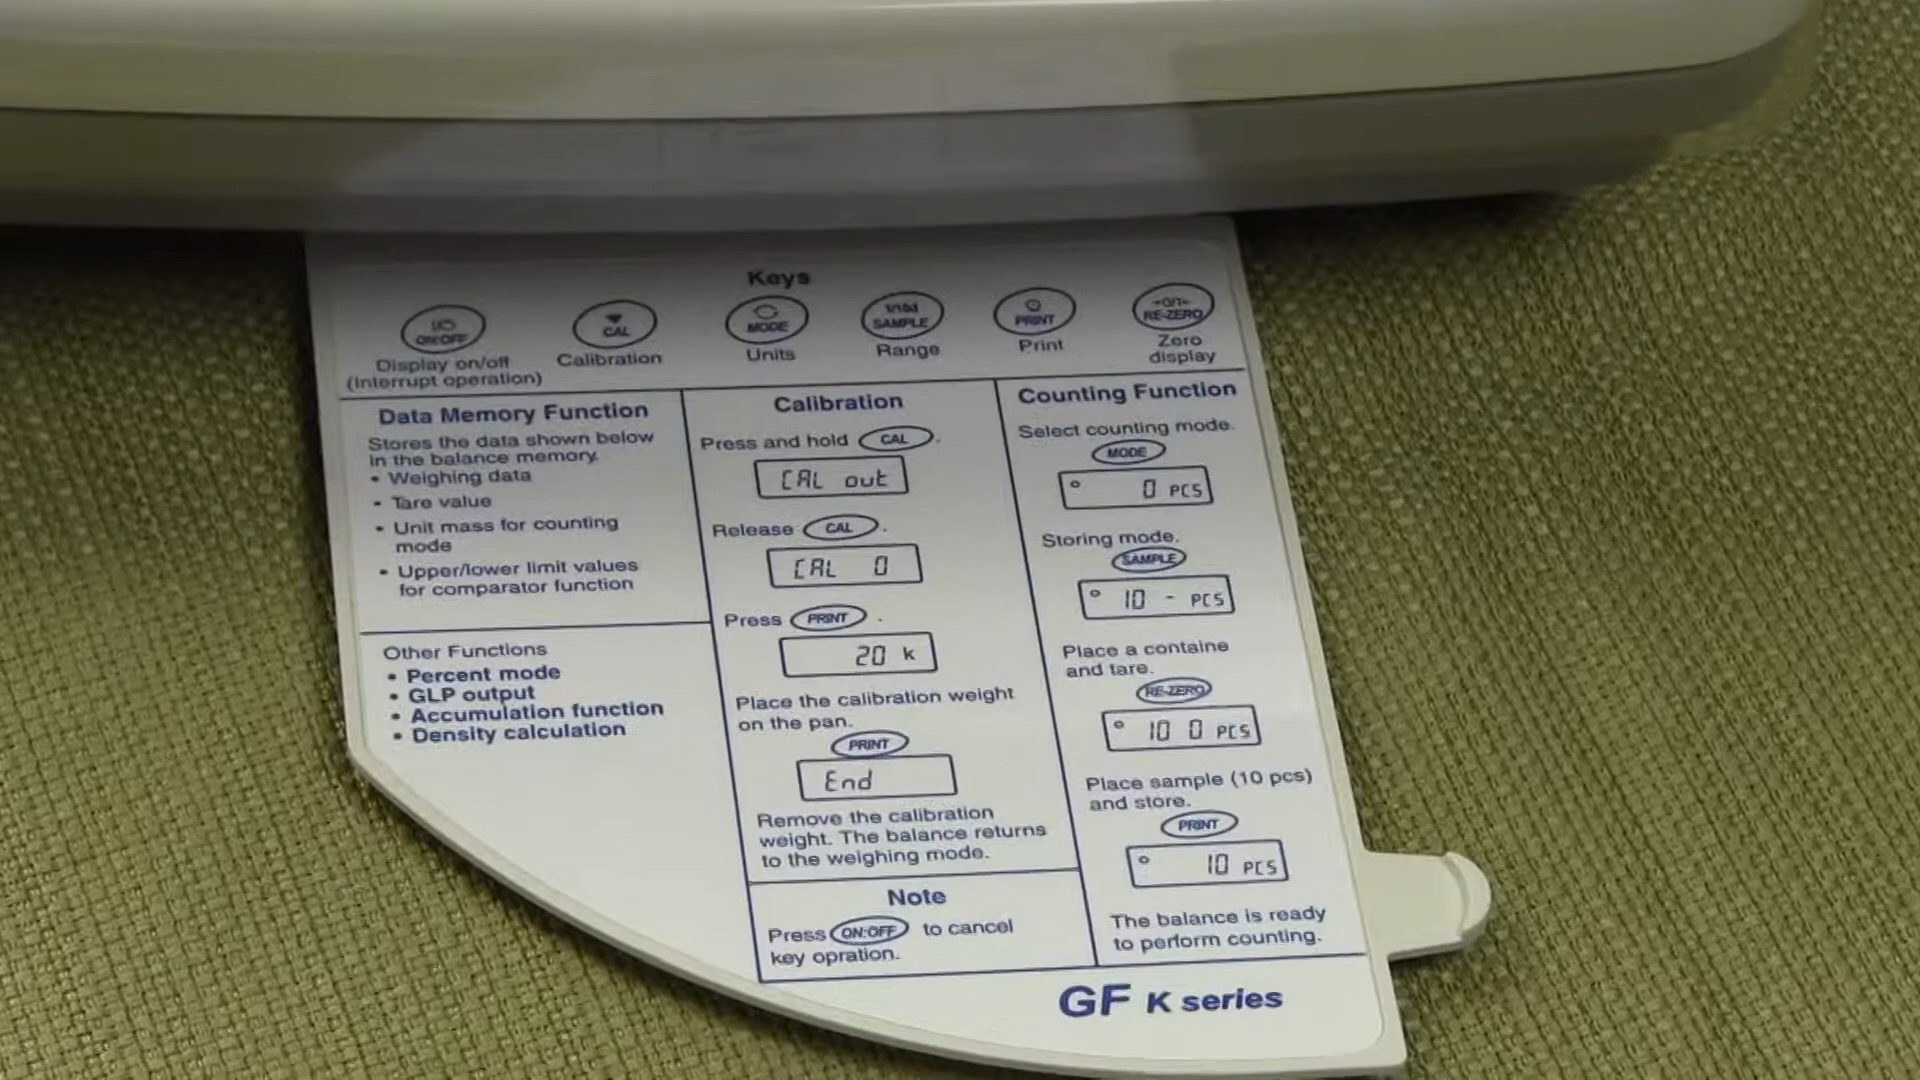 Keys
I/⏻ ON:OFF
CAL
MODE
1/10d SAMPLE
PRINT
→0/T← RE-ZERO
Display on/off
(Interrupt operation)
Calibration
Units
Range
Print
Zero
display
Data Memory Function
Stores the data shown below
in the balance memory.
• Weighing data
• Tare value
• Unit mass for counting
mode
• Upper/lower limit values
for comparator function
Other Functions
• Percent mode
• GLP output
• Accumulation function
• Density calculation
Calibration
Press and hold CAL .
CAL out
Release CAL .
CAL 0
Press PRINT .
20 k
Place the calibration weight
on the pan.
PRINT
End
Remove the calibration
weight. The balance returns
to the weighing mode.
Note
Press ON:OFF to cancel
key opration.
Counting Function
Select counting mode.
MODE
0 PCS
Storing mode.
SAMPLE
10 - PCS
Place a containe
and tare.
RE-ZERO
10 0 PCS
Place sample (10 pcs)
and store.
PRINT
10 PCS
The balance is ready
to perform counting.
GF K series